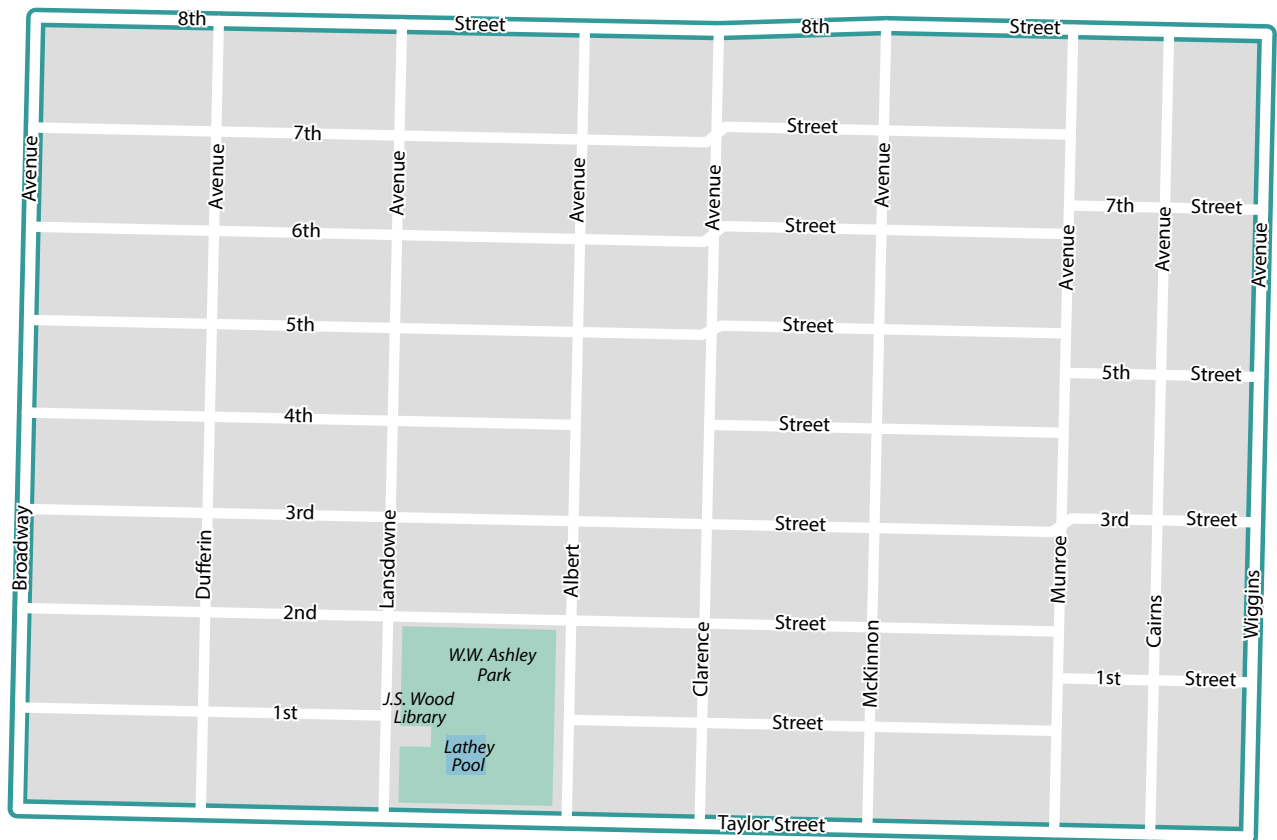 8th
Street
8th
Street
7th
Street
Avenue
Avenue
Avenue
Avenue
Avenue
Avenue
7th
Street
Avenue
Avenue
Avenue
6th
Street
5th
Street
5th
Street
4th
Street
3rd
Street
3rd
Street
Broadway
Dufferin
Lansdowne
Albert
Munroe
Cairns
Wiggins
2nd
Street
Clarence
McKinnon
W.W. Ashley
Park
J.S. Wood
Library
Lathey
Pool
1st
Street
1st
Street
Taylor Street